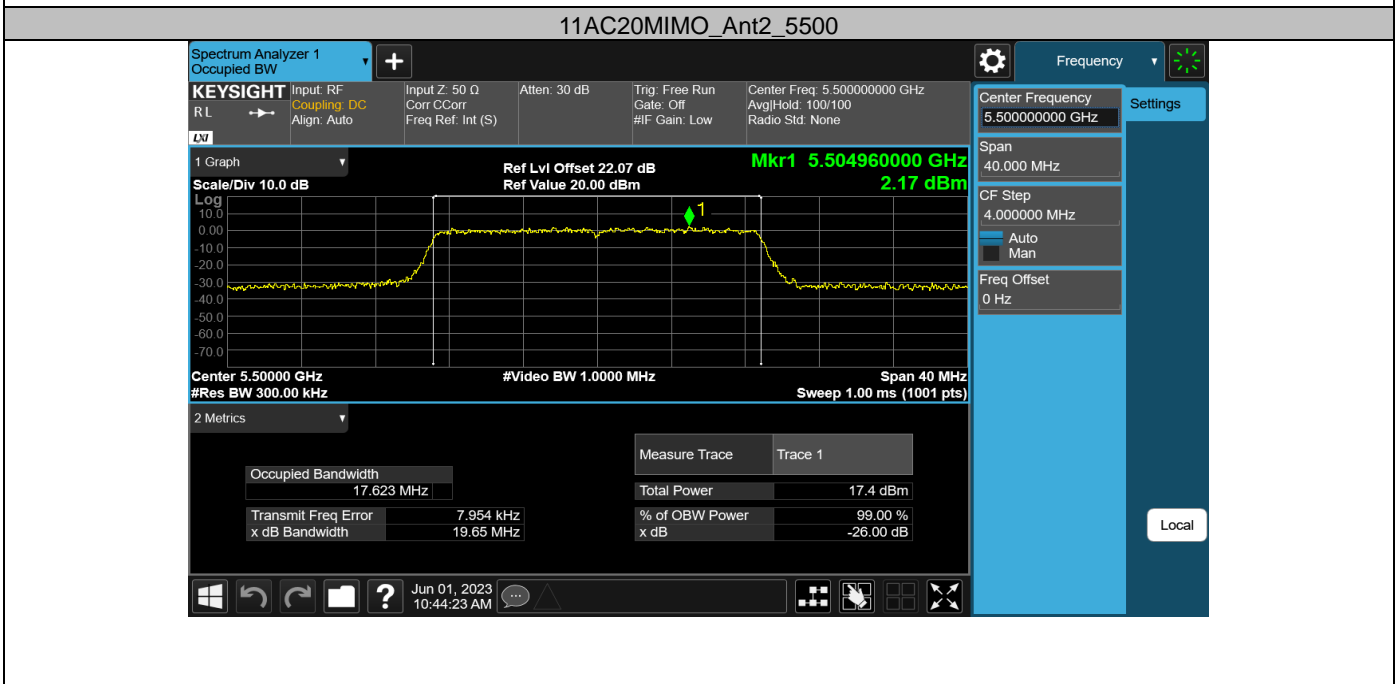 11AC20MIMO_Ant2_5500
Spectrum Analyzer 1
Occupied BW
+
Frequency
KEYSIGHT
RL
LXI
Input: RF
Coupling: DC
Align: Auto
Input Z: 50 Ω
Corr CCorr
Freq Ref: Int (S)
Atten: 30 dB
Trig: Free Run
Gate: Off
#IF Gain: Low
Center Freq: 5.500000000 GHz
Avg|Hold: 100/100
Radio Std: None
Center Frequency
5.500000000 GHz
Settings
Span
40.000 MHz
CF Step
4.000000 MHz
Auto
Man
Freq Offset
0 Hz
Local
1 Graph
Scale/Div 10.0 dB
Ref Lvl Offset 22.07 dB
Ref Value 20.00 dBm
Mkr1 5.504960000 GHz
2.17 dBm
Log
10.0
0.00
-10.0
-20.0
-30.0
-40.0
-50.0
-60.0
-70.0
1
Center 5.50000 GHz
#Res BW 300.00 kHz
#Video BW 1.0000 MHz
Span 40 MHz
Sweep 1.00 ms (1001 pts)
2 Metrics
Measure Trace Trace 1
Occupied Bandwidth
17.623 MHz
Total Power 17.4 dBm
Transmit Freq Error 7.954 kHz
% of OBW Power 99.00 %
x dB Bandwidth 19.65 MHz
x dB -26.00 dB
?
Jun 01, 2023
10:44:23 AM